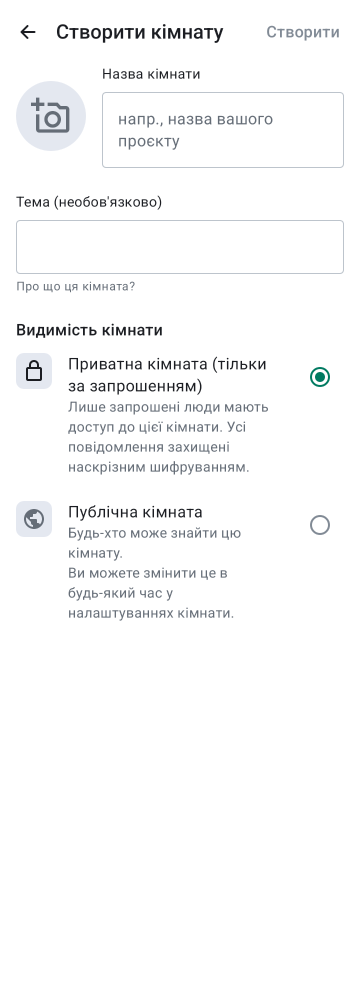 Створити кімнату
Створити
Назва кімнати
напр., назва вашого
проєкту
Тема (необов'язково)
Про що ця кімната?
Видимість кімнати
Приватна кімната (тільки
за запрошенням)
Лише запрошені люди мають
доступ до цієї кімнати. Усі
повідомлення захищені
наскрізним шифруванням.
Публічна кімната
Будь-хто може знайти цю
кімнату.
Ви можете змінити це в
будь-який час у
налаштуваннях кімнати.